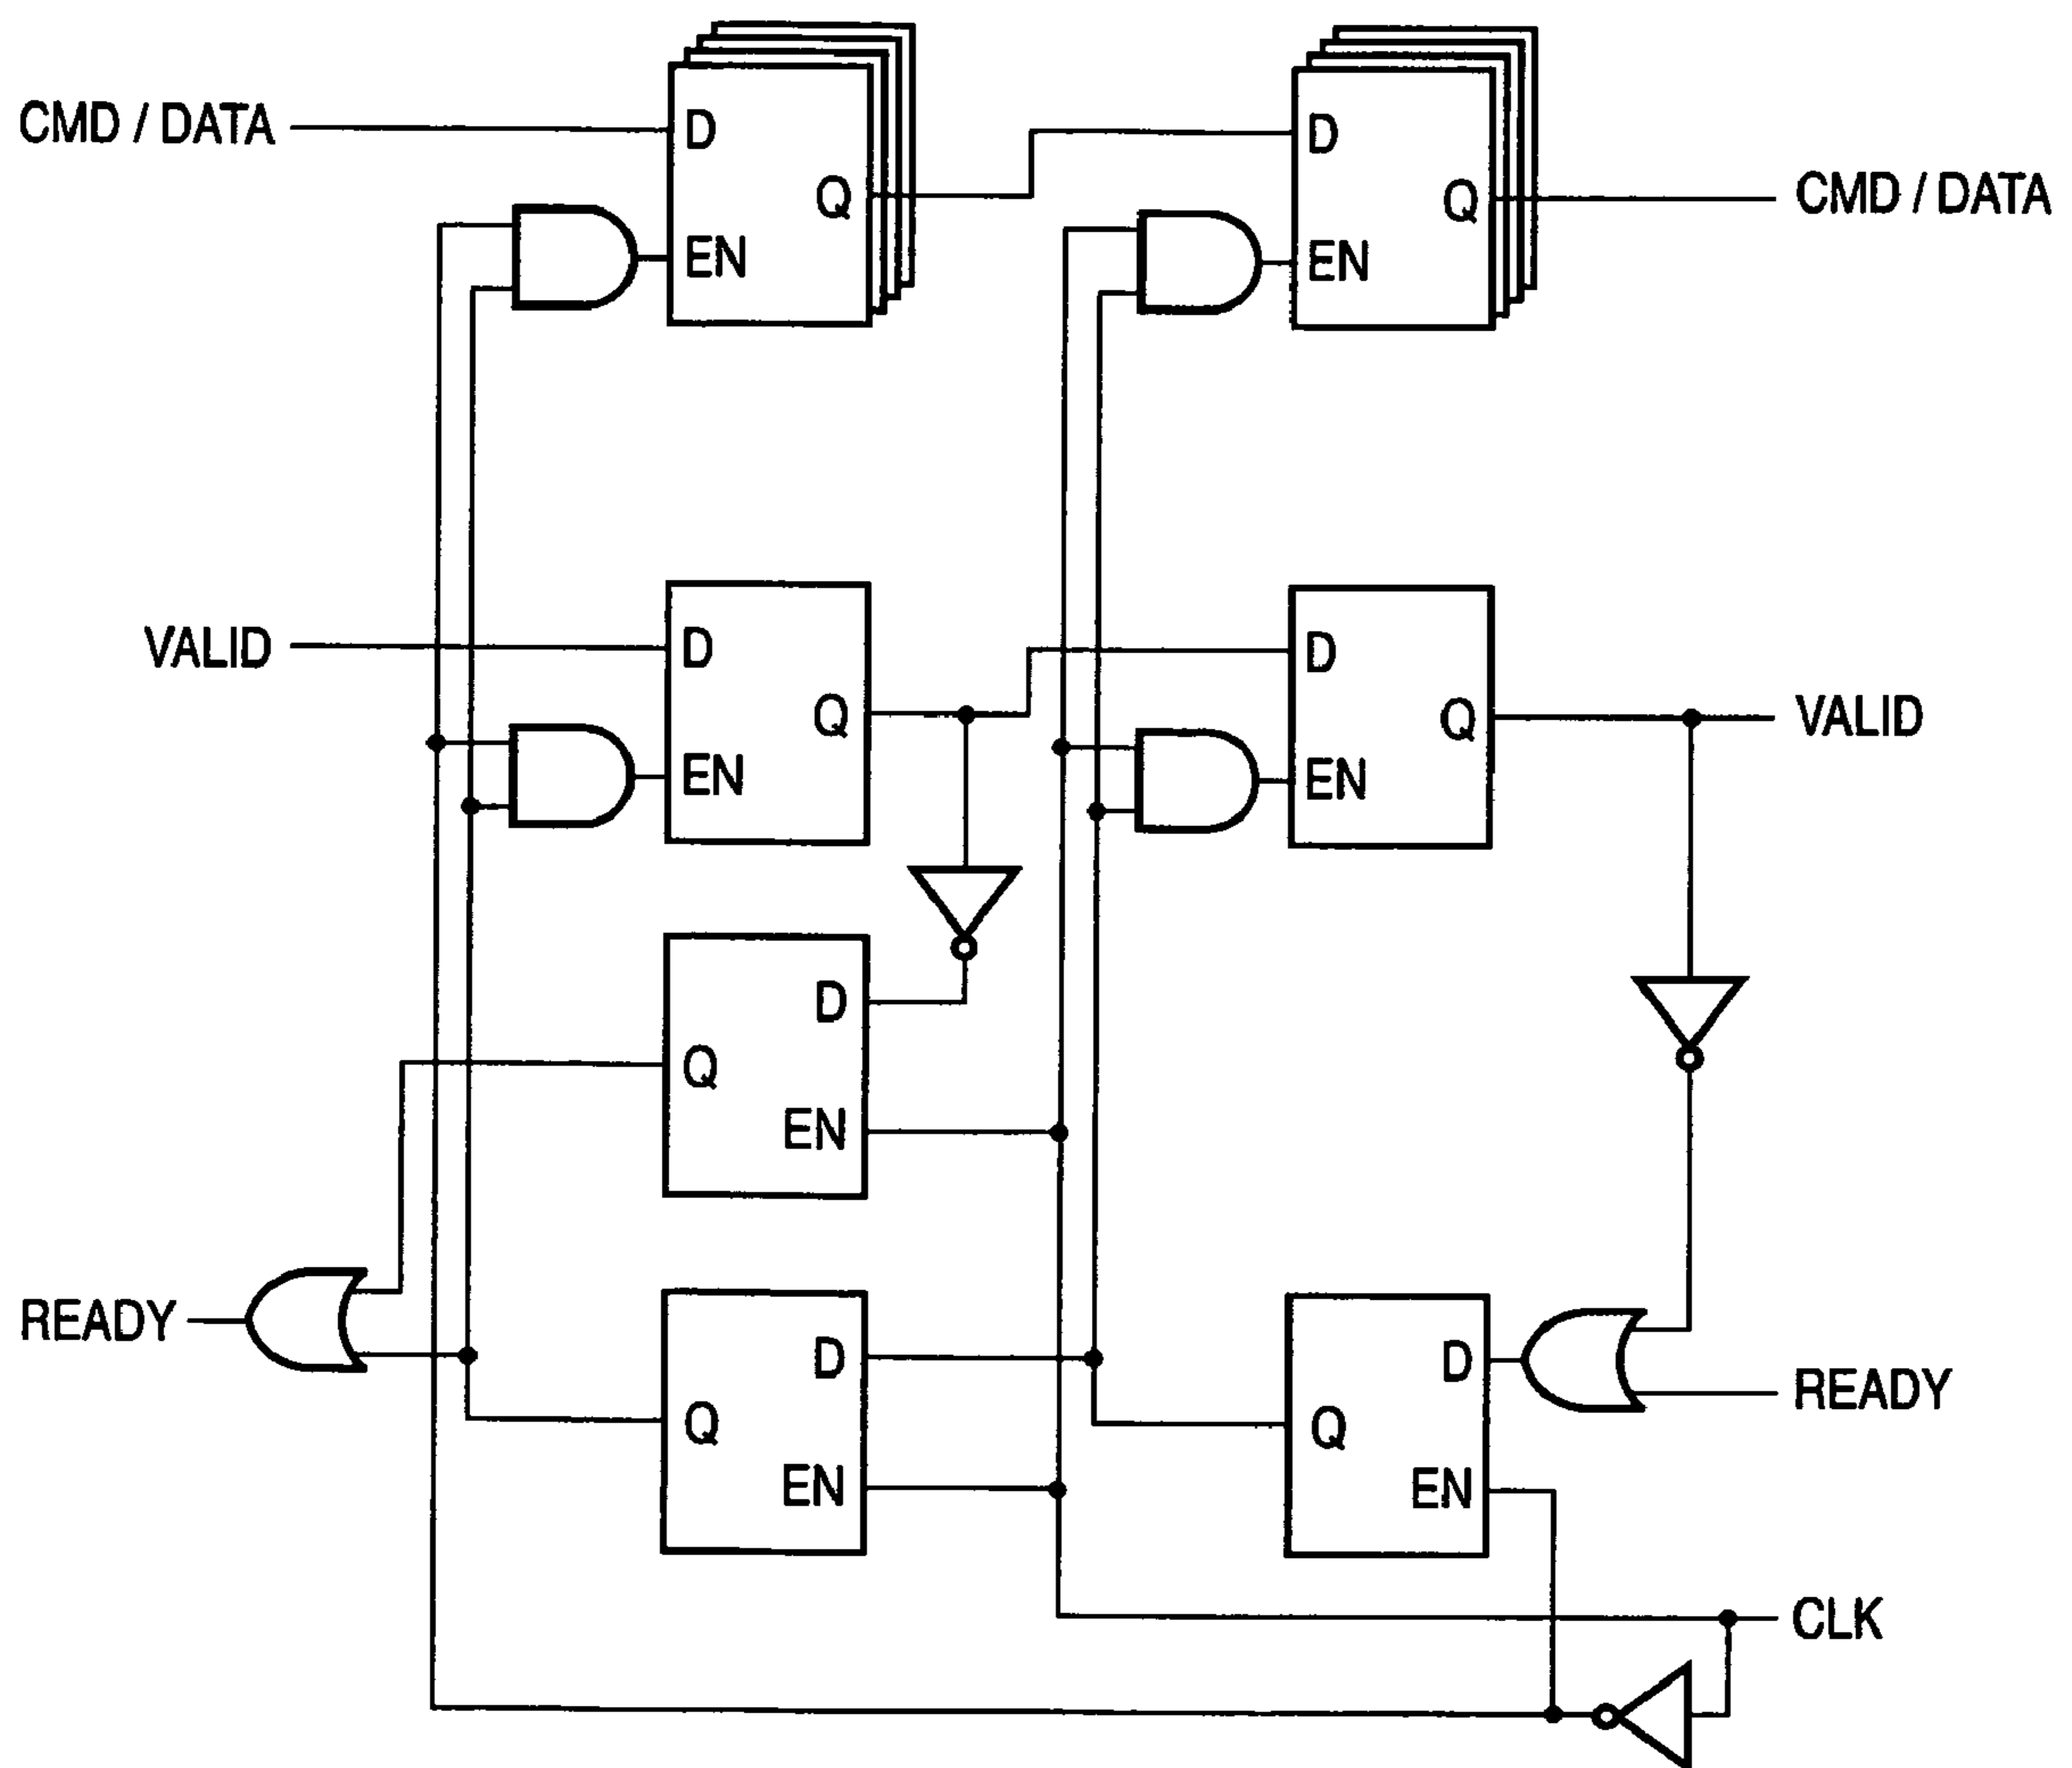 CMD / DATA
D
Q
EN
D
Q
EN
CMD / DATA
VALID
D
Q
EN
D
Q
EN
VALID
D
Q
EN
READY
D
Q
EN
D
Q
EN
READY
CLK